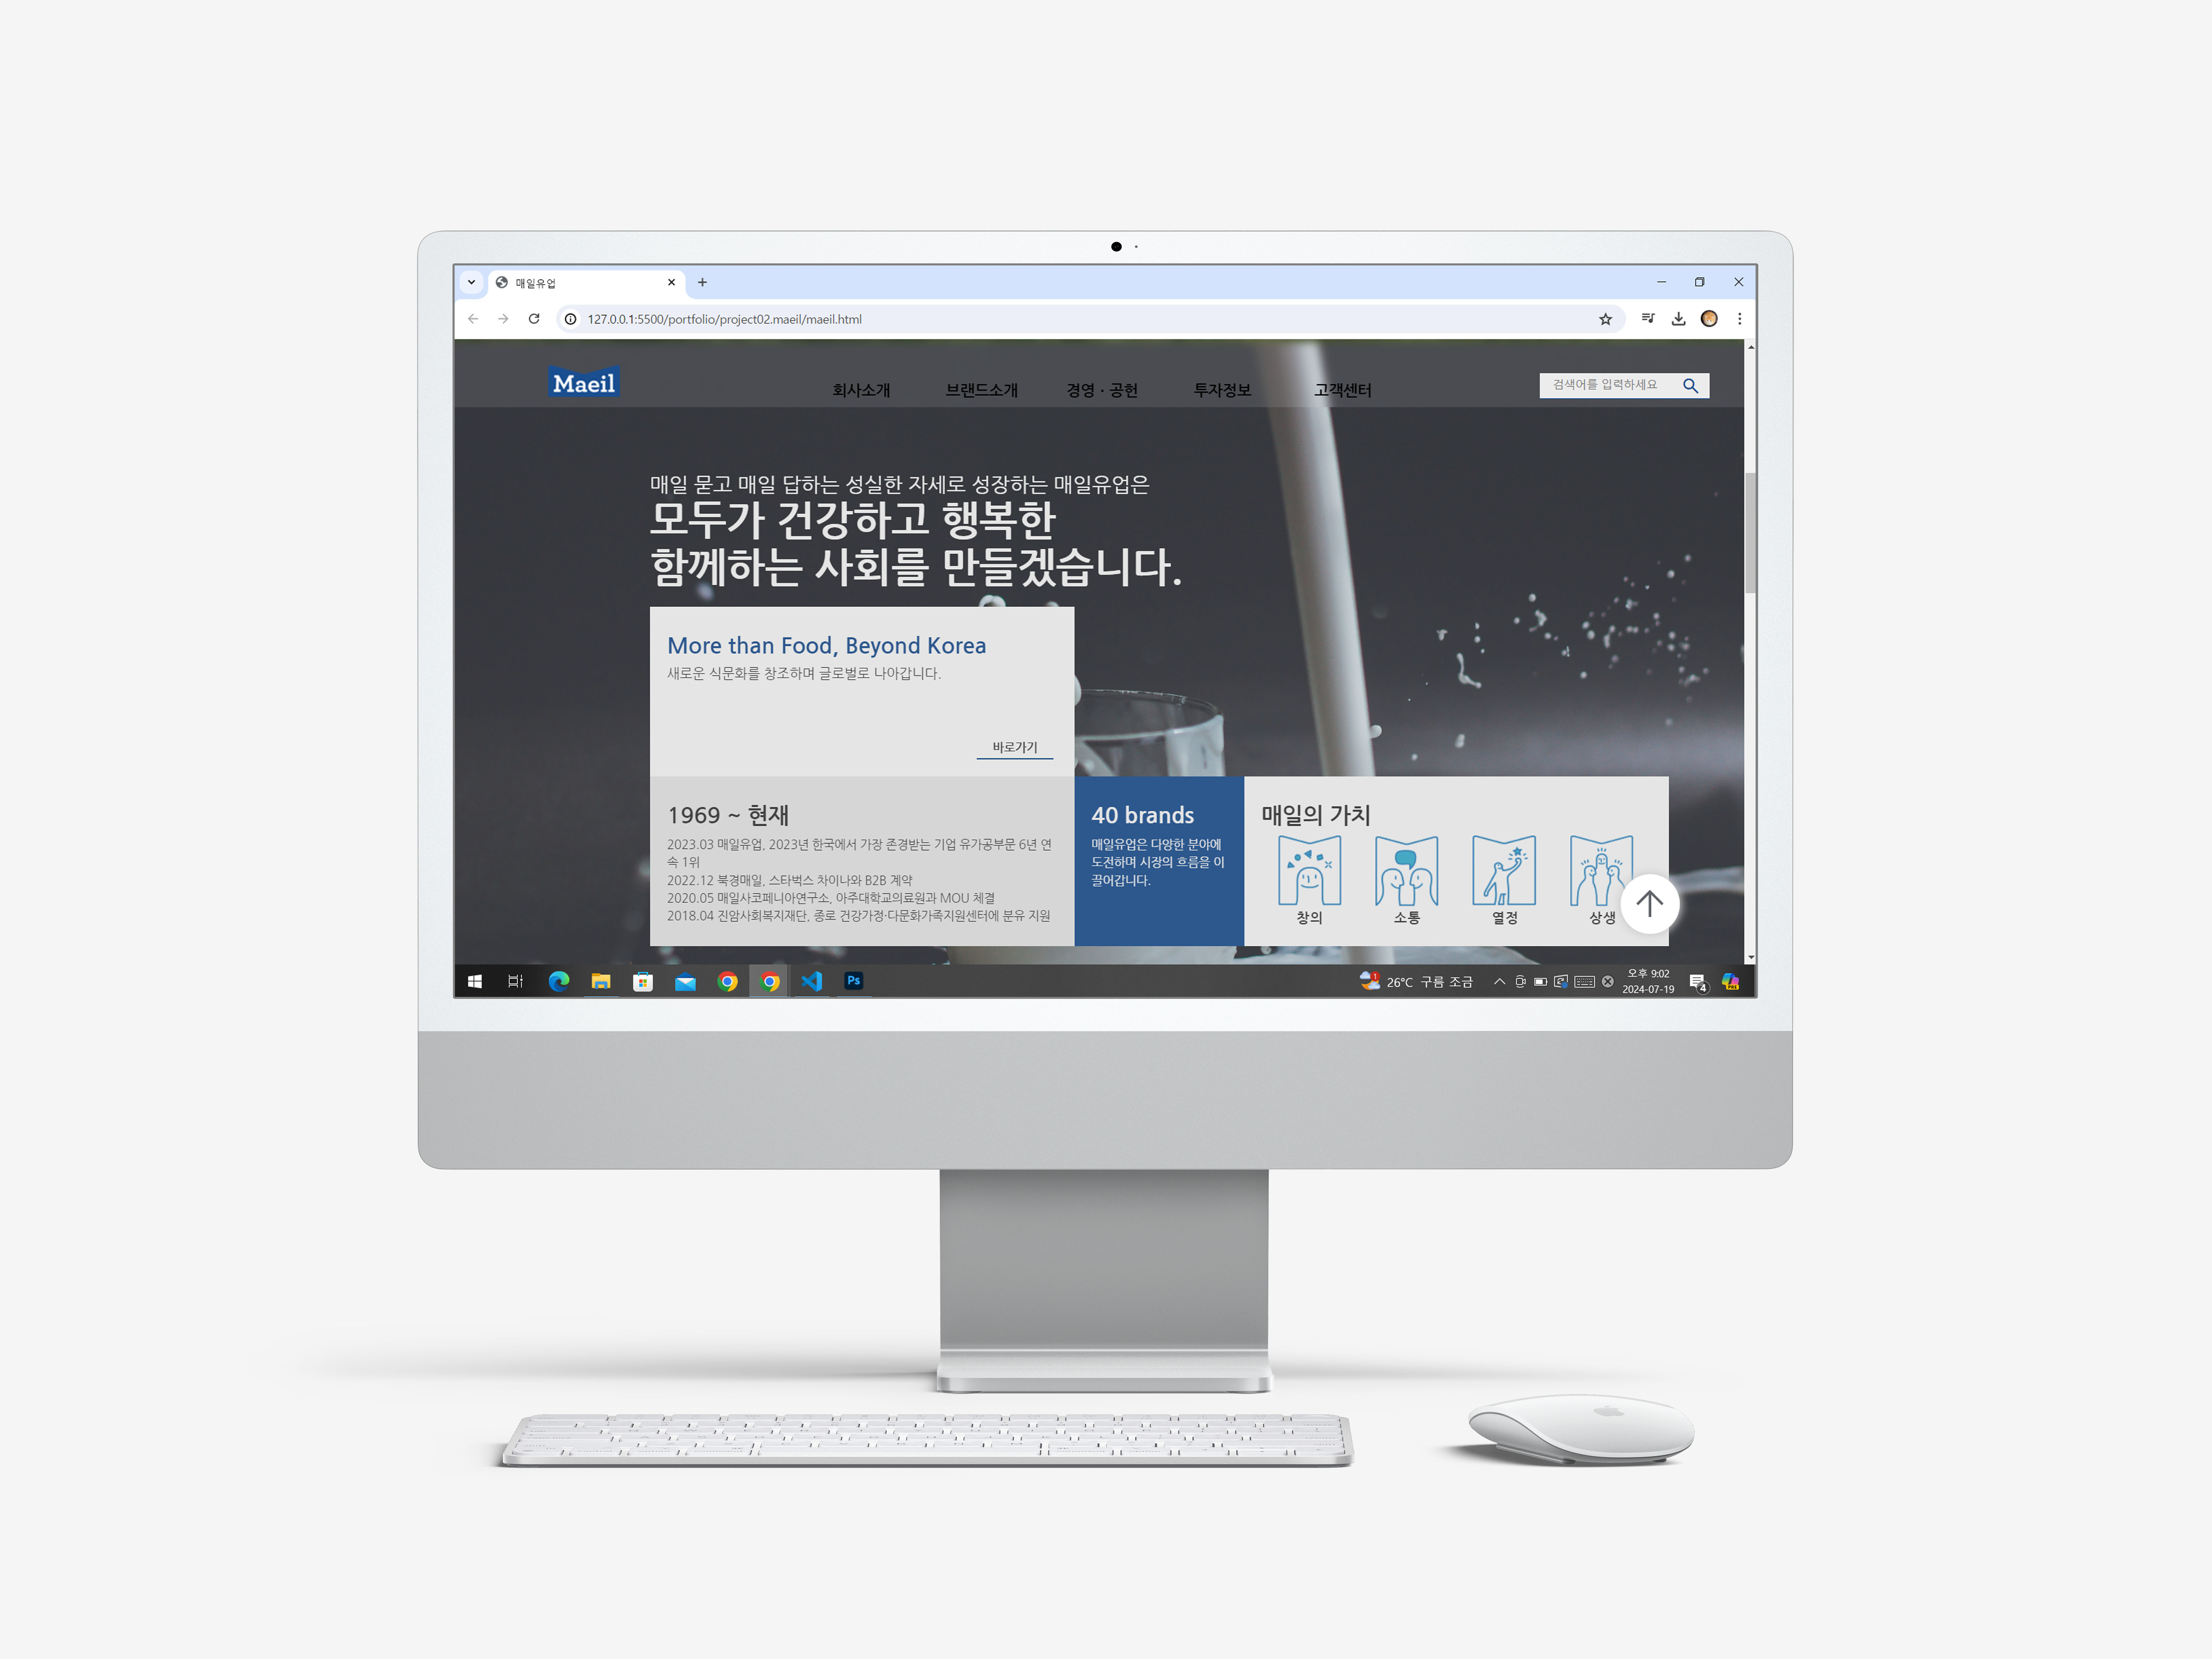 매일유업
127.0.0.1:5500/portfolio/project02.maeil/maeil.html
Maeil
회사소개 브랜드소개 경영 · 공헌 투자정보 고객센터
검색어를 입력하세요
매일 묻고 매일 답하는 성실한 자세로 성장하는 매일유업은
모두가 건강하고 행복한
함께하는 사회를 만들겠습니다.
More than Food, Beyond Korea
새로운 식문화를 창조하며 글로벌로 나아갑니다.
바로가기
1969 ~ 현재
2023.03 매일유업, 2023년 한국에서 가장 존경받는 기업 유가공부문 6년 연
속 1위
2022.12 북경매일, 스타벅스 차이나와 B2B 계약
2020.05 매일사코페니아연구소, 아주대학교의료원과 MOU 체결
2018.04 진암사회복지재단, 종로 건강가정·다문화가족지원센터에 분유 지원
40 brands
매일유업은 다양한 분야에
도전하며 시장의 흐름을 이
끌어갑니다.
매일의 가치
창의 소통 열정 상생
Ps
1
26°C 구름 조금
오후 9:02
2024-07-19
4
PRE